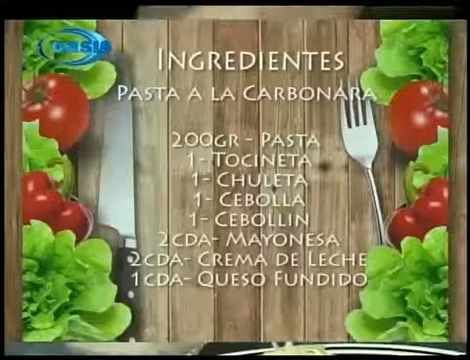 oasis
INGREDIENTES
PASTA A LA CARBONARA
200GR - PASTA
1- TOCINETA
1- CHULETA
1- CEBOLLA
1- CEBOLLIN
2CDA- MAYONESA
2CDA- CREMA DE LECHE
1CDA- QUESO FUNDIDO